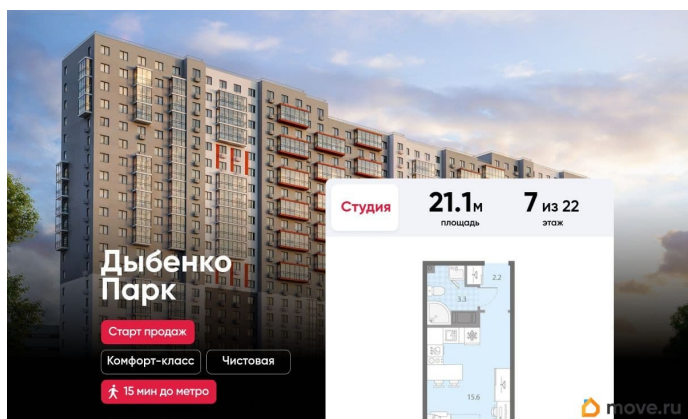 Студия
21.1м
площадь
7 из 22
этаж
Дыбенко
Парк
Старт продаж
Комфорт-класс
Чистовая
15 мин до метро
2.2
3.3
15.6
move.ru